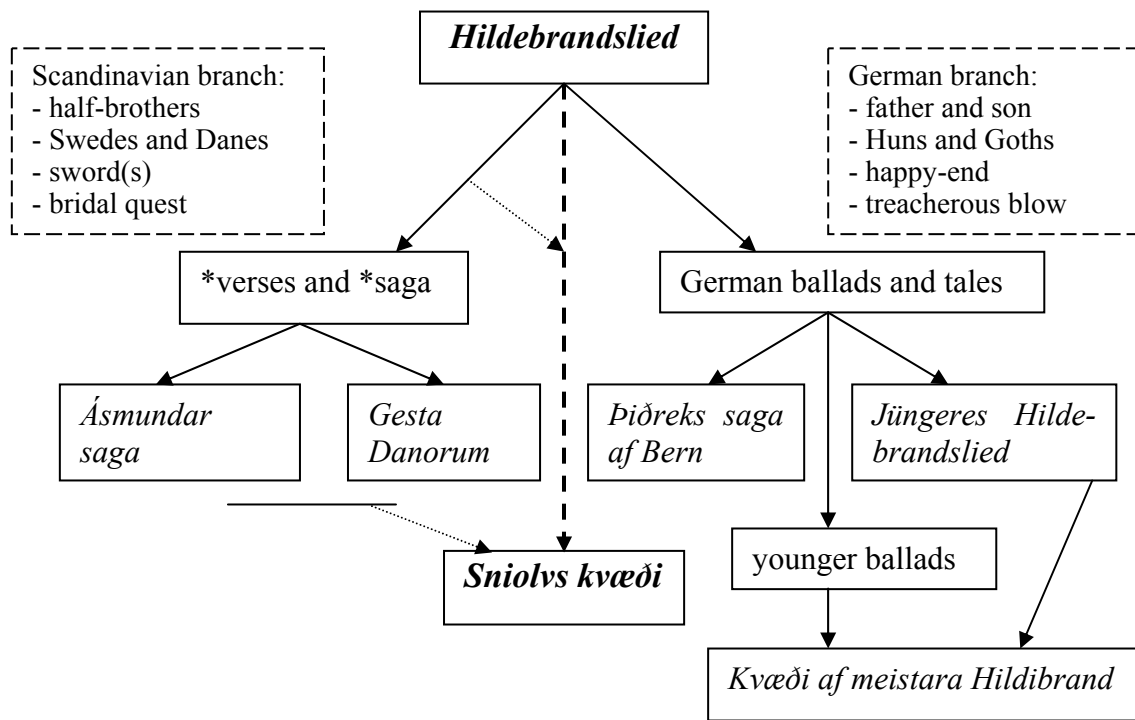 Hildebrandslied
Scandinavian branch:
- half-brothers
- Swedes and Danes
- sword(s)
- bridal quest
German branch:
- father and son
- Huns and Goths
- happy-end
- treacherous blow
*verses and *saga
German ballads and tales
Ásmundar
saga
Gesta
Danorum
Þiðreks saga
af Bern
Jüngeres Hilde-
brandslied
younger ballads
Sniolvs kvæði
Kvæði af meistara Hildibrand